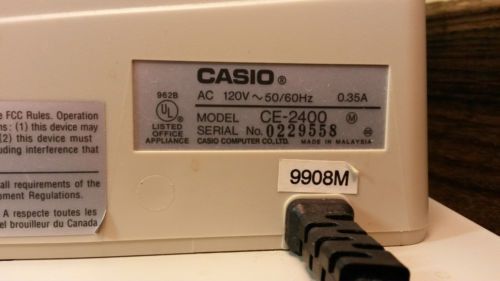 CASIO®
962B
AC 120V ~ 50/60Hz 0.35A
UL
LISTED
OFFICE
APPLIANCE
MODEL CE-2400 M
SERIAL No. 0229558
CASIO COMPUTER CO., LTD. MADE IN MALAYSIA
9908M
FCC Rules. Operation
ns: (1) this device may
(2) this device must
uding interference that
all requirements of the
pment Regulations.
A respecte toutes les
el brouilleur du Canada